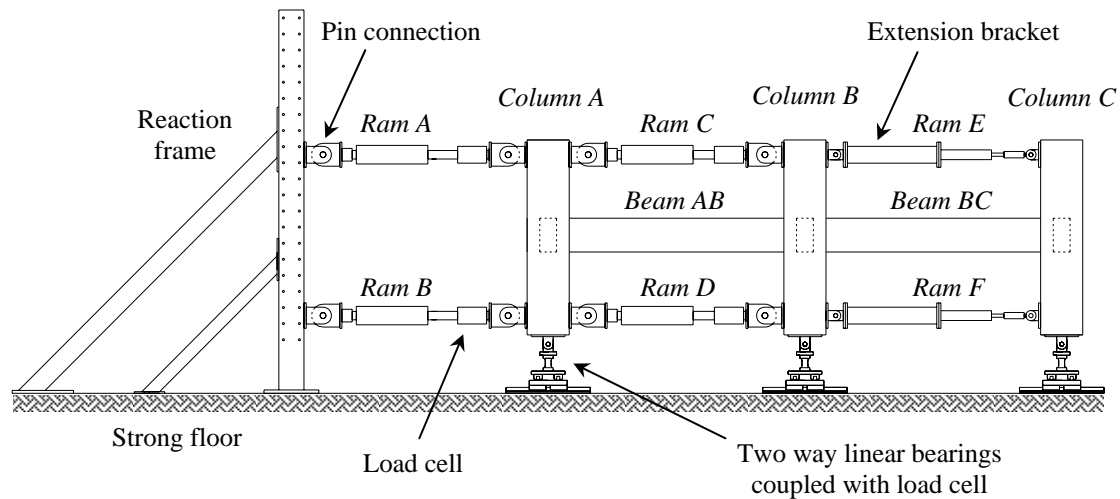 Pin connection
Extension bracket
Column A
Column B
Column C
Reaction
frame
Ram A
Ram C
Ram E
Beam AB
Beam BC
Ram B
Ram D
Ram F
Strong floor
Load cell
Two way linear bearings
coupled with load cell